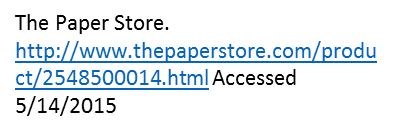 The Paper Store.
http://www.thepaperstore.com/produ
ct/2548500014.html Accessed
5/14/2015